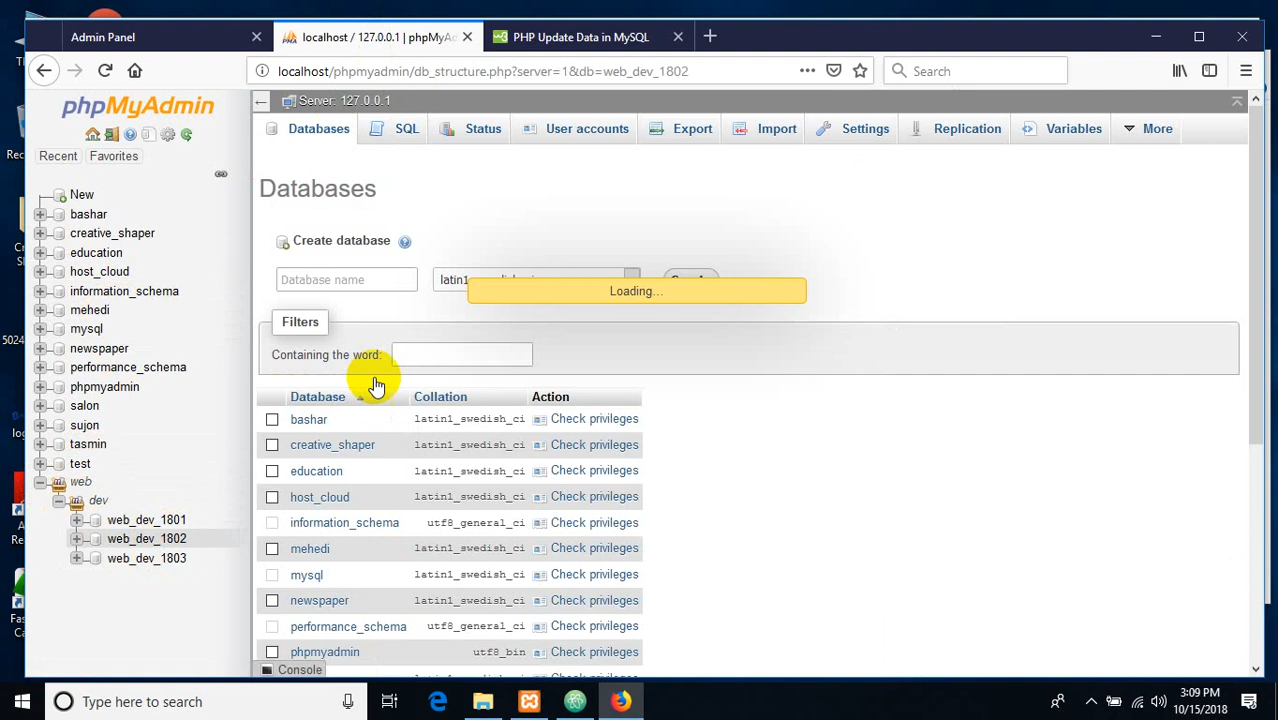 Admin Panel
localhost / 127.0.0.1 | phpMyA
PHP Update Data in MySQL
localhost/phpmyadmin/db_structure.php?server=1&db=web_dev_1802
Search
phpMyAdmin
Recent
Favorites
New
bashar
creative_shaper
education
host_cloud
information_schema
mehedi
mysql
newspaper
performance_schema
phpmyadmin
salon
sujon
tasmin
test
web
dev
web_dev_1801
web_dev_1802
web_dev_1803
Server: 127.0.0.1
Databases
SQL
Status
User accounts
Export
Import
Settings
Replication
Variables
More
Databases
Create database
Database name
latin1
Loading...
Filters
Containing the word:
Database Collation Action
bashar latin1_swedish_ci Check privileges
creative_shaper latin1_swedish_ci Check privileges
education latin1_swedish_ci Check privileges
host_cloud latin1_swedish_ci Check privileges
information_schema utf8_general_ci Check privileges
mehedi latin1_swedish_ci Check privileges
mysql latin1_swedish_ci Check privileges
newspaper latin1_swedish_ci Check privileges
performance_schema utf8_general_ci Check privileges
phpmyadmin utf8_bin Check privileges
Console
Type here to search
3:09 PM
10/15/2018